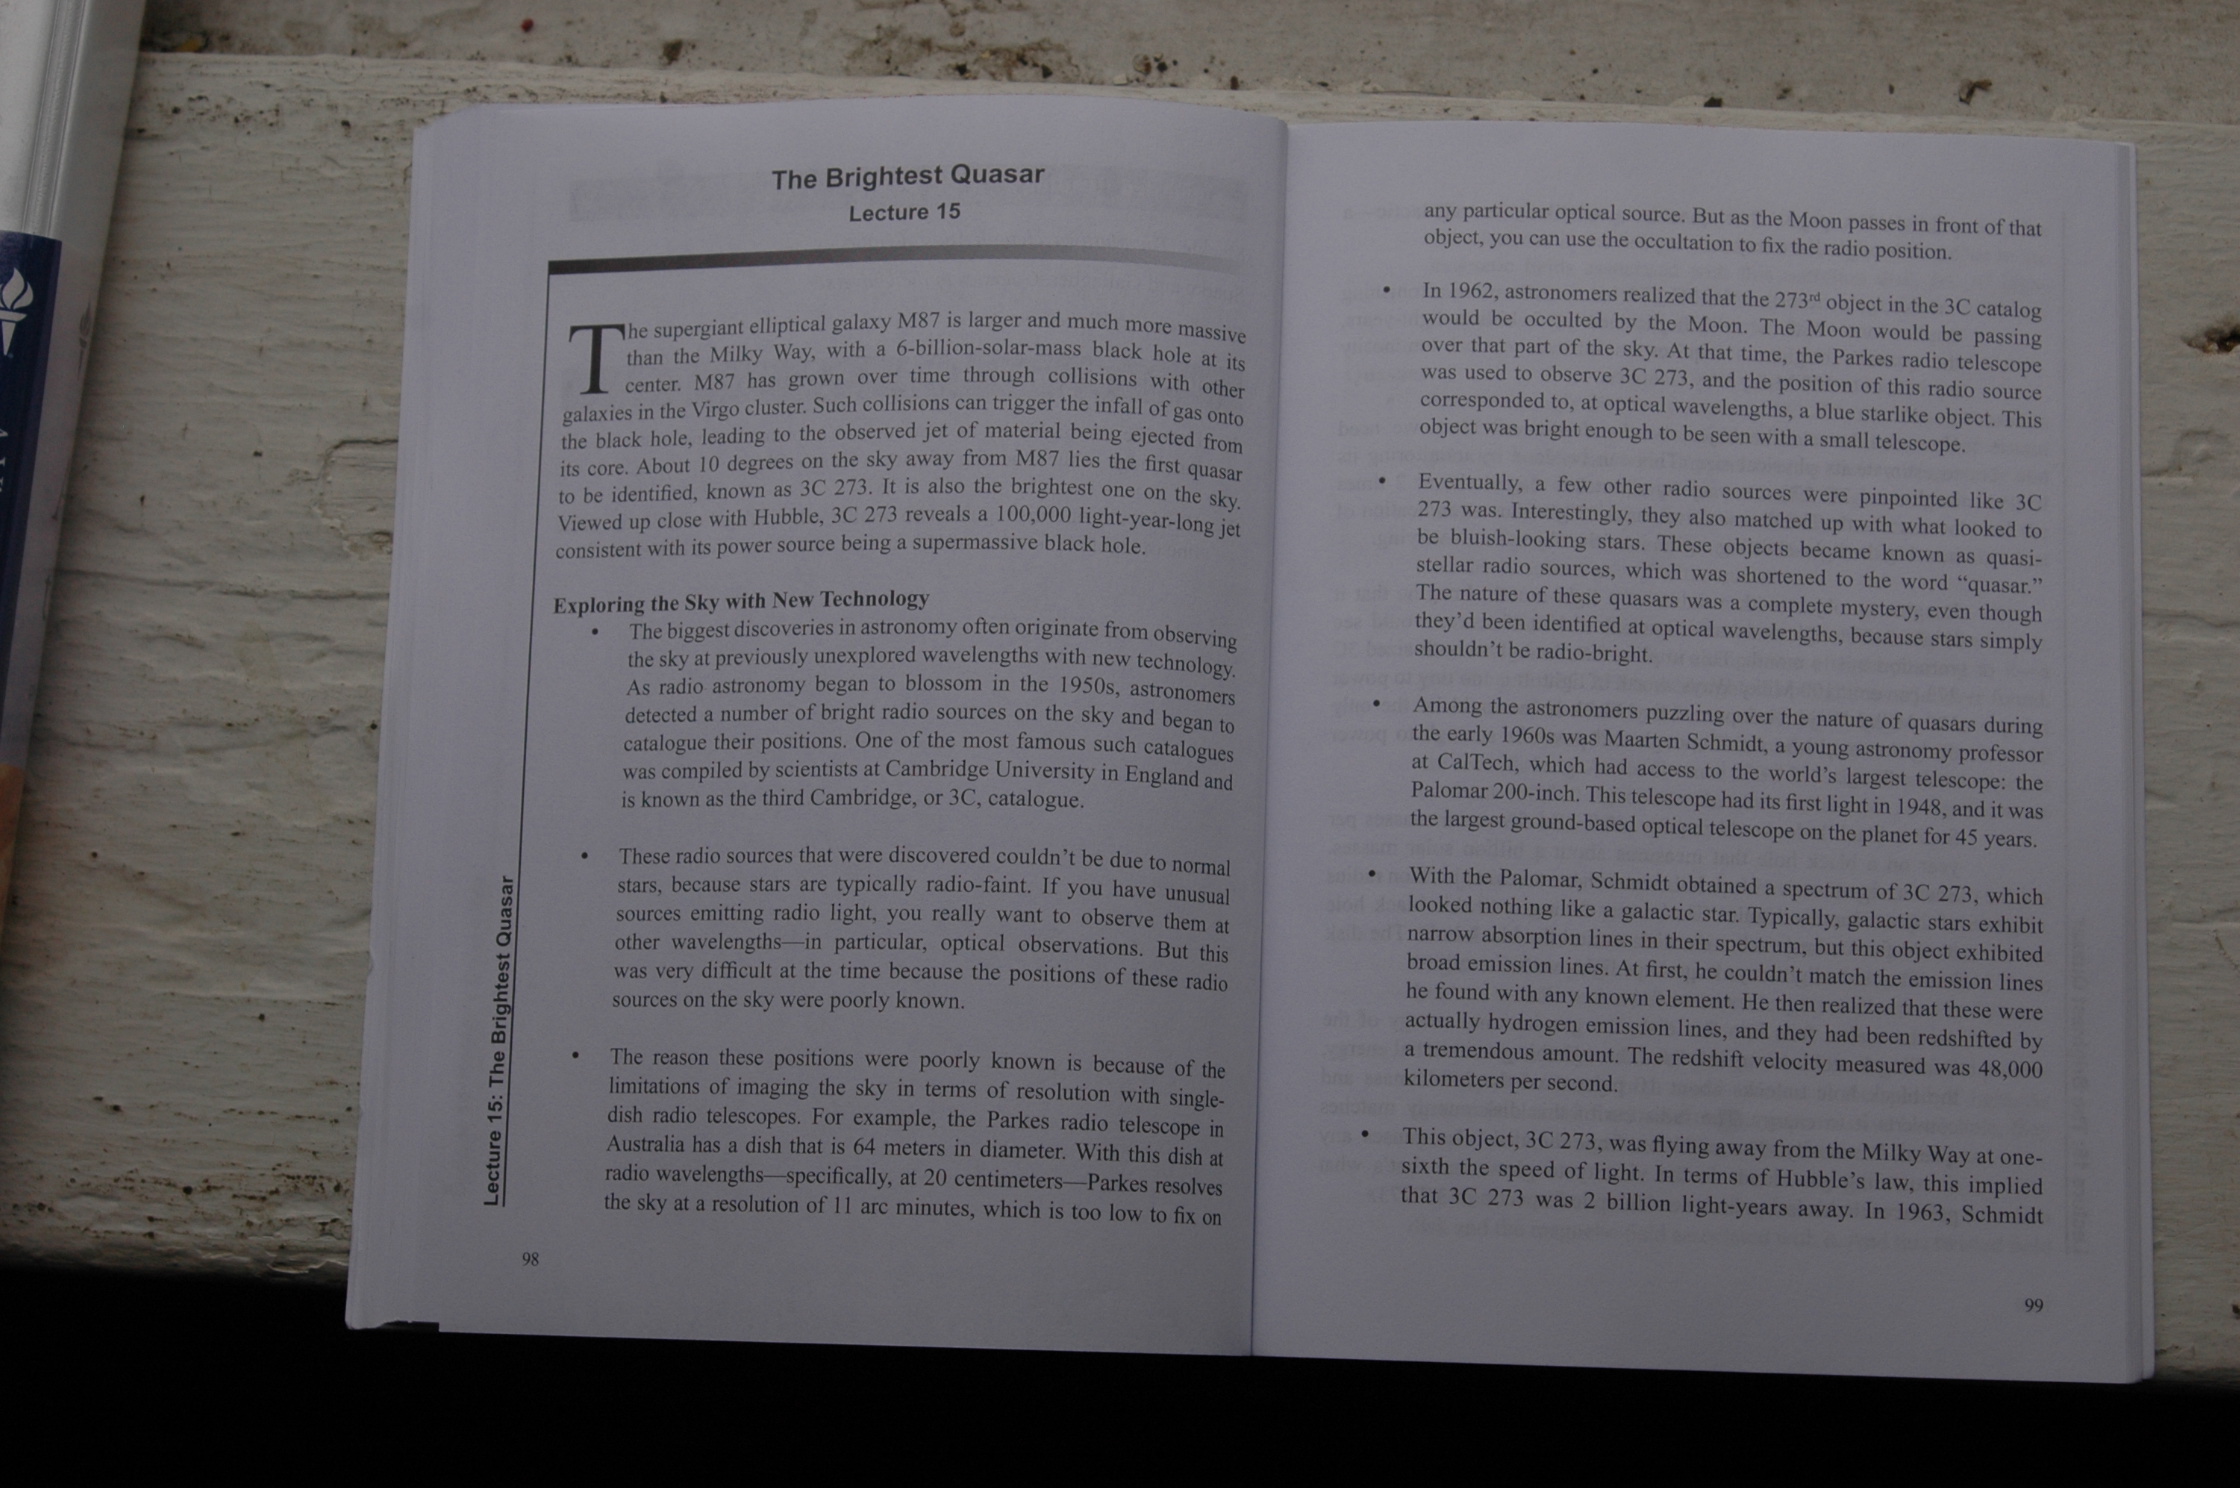 The Brightest Quasar
Lecture 15
The supergiant elliptical galaxy M87 is larger and much more massive
than the Milky Way, with a 6-billion-solar-mass black hole at its
center. M87 has grown over time through collisions with other
galaxies in the Virgo cluster. Such collisions can trigger the infall of gas onto
the black hole, leading to the observed jet of material being ejected from
its core. About 10 degrees on the sky away from M87 lies the first quasar
to be identified, known as 3C 273. It is also the brightest one on the sky.
Viewed up close with Hubble, 3C 273 reveals a 100,000 light-year-long jet
consistent with its power source being a supermassive black hole.
Exploring the Sky with New Technology
• The biggest discoveries in astronomy often originate from observing
the sky at previously unexplored wavelengths with new technology.
As radio astronomy began to blossom in the 1950s, astronomers
detected a number of bright radio sources on the sky and began to
catalogue their positions. One of the most famous such catalogues
was compiled by scientists at Cambridge University in England and
is known as the third Cambridge, or 3C, catalogue.
• These radio sources that were discovered couldn't be due to normal
stars, because stars are typically radio-faint. If you have unusual
sources emitting radio light, you really want to observe them at
other wavelengths—in particular, optical observations. But this
was very difficult at the time because the positions of these radio
sources on the sky were poorly known.
• The reason these positions were poorly known is because of the
limitations of imaging the sky in terms of resolution with single-
dish radio telescopes. For example, the Parkes radio telescope in
Australia has a dish that is 64 meters in diameter. With this dish at
radio wavelengths—specifically, at 20 centimeters—Parkes resolves
the sky at a resolution of 11 arc minutes, which is too low to fix on
Lecture 15: The Brightest Quasar
98
any particular optical source. But as the Moon passes in front of that
object, you can use the occultation to fix the radio position.
• In 1962, astronomers realized that the 273rd object in the 3C catalog
would be occulted by the Moon. The Moon would be passing
over that part of the sky. At that time, the Parkes radio telescope
was used to observe 3C 273, and the position of this radio source
corresponded to, at optical wavelengths, a blue starlike object. This
object was bright enough to be seen with a small telescope.
• Eventually, a few other radio sources were pinpointed like 3C
273 was. Interestingly, they also matched up with what looked to
be bluish-looking stars. These objects became known as quasi-
stellar radio sources, which was shortened to the word “quasar.”
The nature of these quasars was a complete mystery, even though
they'd been identified at optical wavelengths, because stars simply
shouldn't be radio-bright.
• Among the astronomers puzzling over the nature of quasars during
the early 1960s was Maarten Schmidt, a young astronomy professor
at CalTech, which had access to the world's largest telescope: the
Palomar 200-inch. This telescope had its first light in 1948, and it was
the largest ground-based optical telescope on the planet for 45 years.
• With the Palomar, Schmidt obtained a spectrum of 3C 273, which
looked nothing like a galactic star. Typically, galactic stars exhibit
narrow absorption lines in their spectrum, but this object exhibited
broad emission lines. At first, he couldn't match the emission lines
he found with any known element. He then realized that these were
actually hydrogen emission lines, and they had been redshifted by
a tremendous amount. The redshift velocity measured was 48,000
kilometers per second.
• This object, 3C 273, was flying away from the Milky Way at one-
sixth the speed of light. In terms of Hubble's law, this implied
that 3C 273 was 2 billion light-years away. In 1963, Schmidt
99